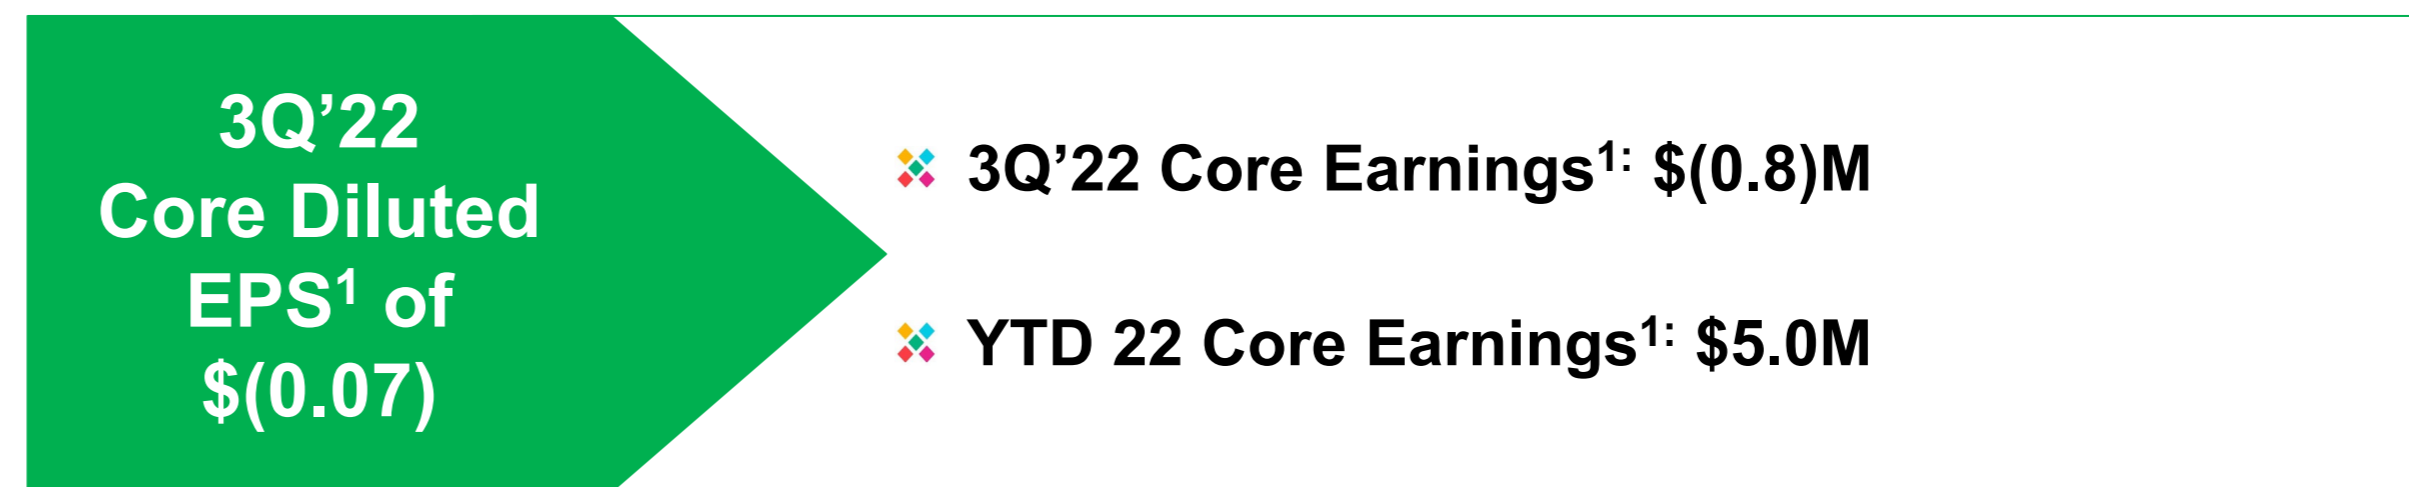 3Q’22
Core Diluted
EPS¹ of
$(0.07)
3Q’22 Core Earnings¹: $(0.8)M
YTD 22 Core Earnings¹: $5.0M